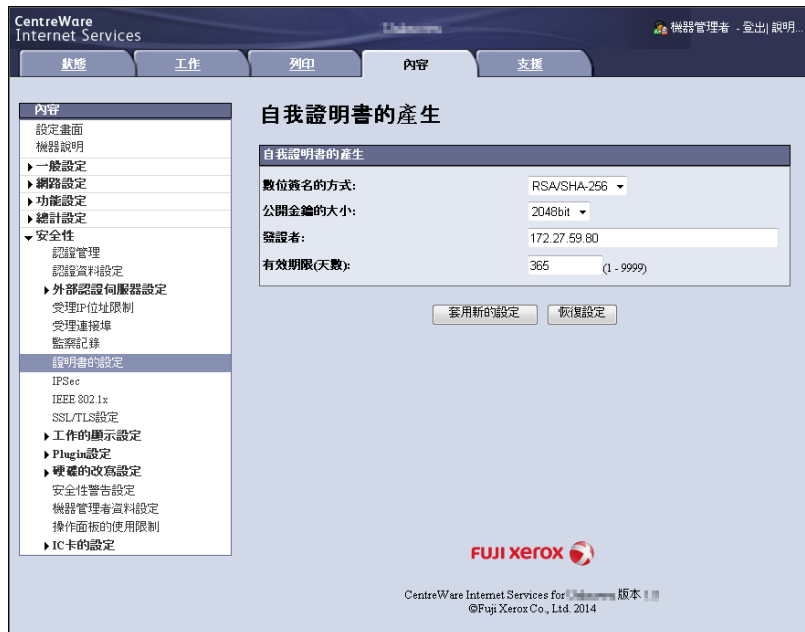 CentreWare
Internet Services
機器管理者 - 登出| 說明...
狀態 工作 列印 內容 支援
內容
設定畫面
機器說明
一般設定
網路設定
功能設定
總計設定
安全性
認證管理
認證資料設定
外部認證伺服器設定
受理IP位址限制
受理連接埠
監察記錄
證明書的設定
IPSec
IEEE 802.1x
SSL/TLS設定
工作的顯示設定
Plugin設定
硬碟的改寫設定
安全性警告設定
機器管理者資料設定
操作面板的使用限制
IC卡的設定
自我證明書的產生
自我證明書的產生
數位簽名的方式: RSA/SHA-256
公開金鑰的大小: 2048bit
發證者: 172.27.59.80
有效期限(天數): 365 (1 - 9999)
套用新的設定 恢復設定
FUJI xerox
CentreWare Internet Services for 版本
©Fuji Xerox Co., Ltd. 2014